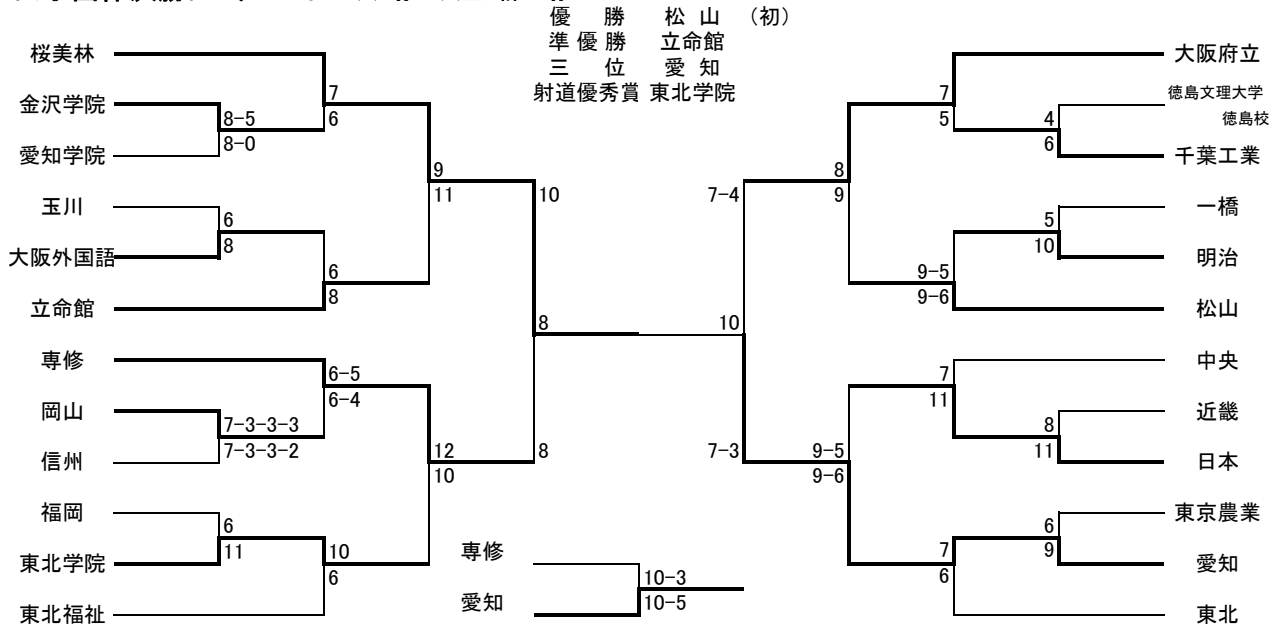 優　勝　松 山　（初）
準 優 勝　立命館
三　位　愛 知
射道優秀賞 東北学院
桜美林
金沢学院
愛知学院
玉川
大阪外国語
立命館
専修
岡山
信州
福岡
東北学院
東北福祉
7
6
8-5
8-0
9
11
6
8
6
8
10
8
6-5
6-4
7-3-3-3
7-3-3-2
12
10
8
6
11
10
6
専修
愛知
10-3
10-5
7-4
10
7-3
7
5
4
6
8
9
5
10
9-5
9-6
7
11
8
11
9-5
9-6
6
9
7
6
大阪府立
徳島文理大学
徳島校
千葉工業
一橋
明治
松山
中央
近畿
日本
東京農業
愛知
東北